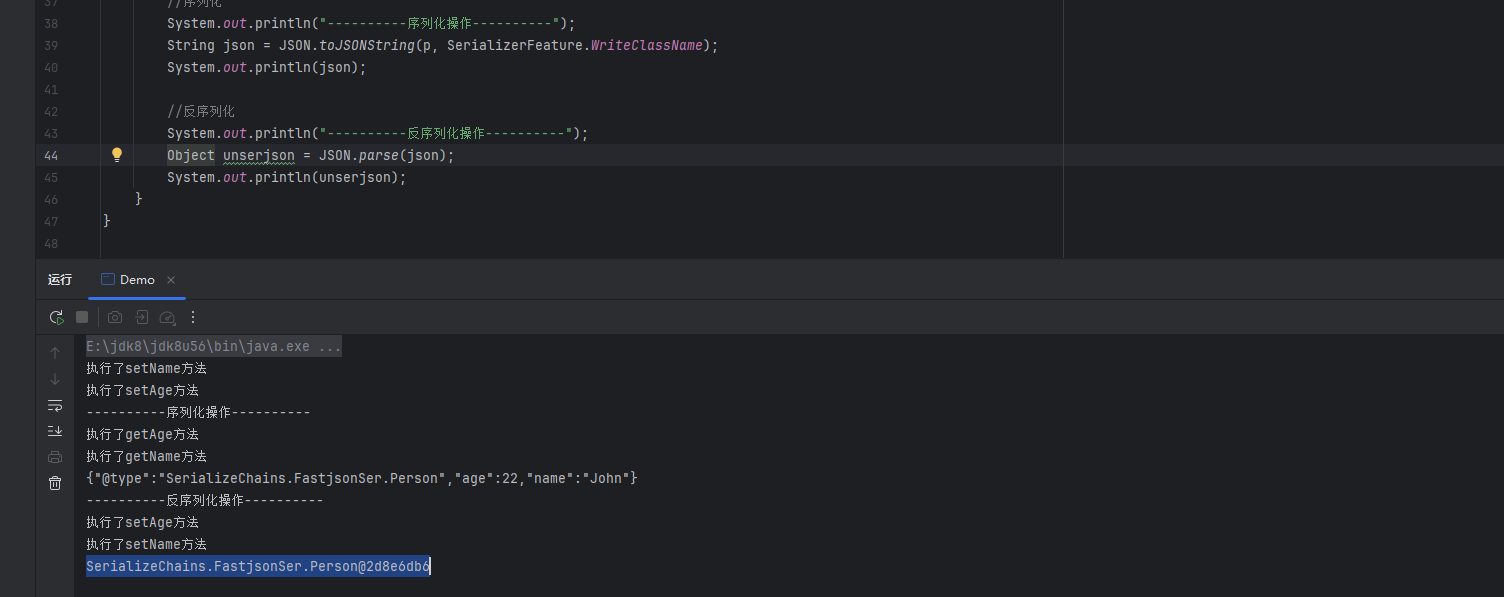 37 //序列化
38 System.out.println("----------序列化操作----------");
39 String json = JSON.toJSONString(p, SerializerFeature.WriteClassName);
40 System.out.println(json);
41
42 //反序列化
43 System.out.println("----------反序列化操作----------");
44 Object unserjson = JSON.parse(json);
45 System.out.println(unserjson);
46 }
47 }
48
运行 Demo
E:\jdk8\jdk8u56\bin\java.exe ...
执行了setName方法
执行了setAge方法
----------序列化操作----------
执行了getAge方法
执行了getName方法
{"@type":"SerializeChains.FastjsonSer.Person","age":22,"name":"John"}
----------反序列化操作----------
执行了setAge方法
执行了setName方法
SerializeChains.FastjsonSer.Person@2d8e6db6